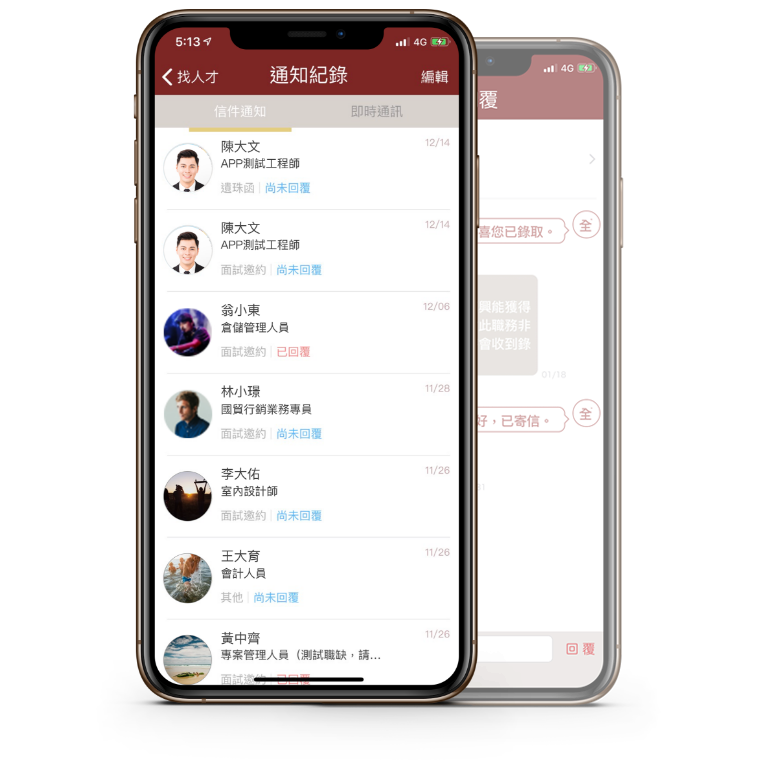 5:13
4G
找人才
通知紀錄
編輯
信件通知
即時通訊
陳大文
12/14
APP測試工程師
遺珠函 尚未回覆
陳大文
12/14
APP測試工程師
面試邀約 尚未回覆
翁小東
12/06
倉儲管理人員
面試邀約 已回覆
林小璟
11/28
國貿行銷業務專員
面試邀約 尚未回覆
李大佑
11/26
室內設計師
面試邀約 尚未回覆
王大育
11/26
會計人員
其他 尚未回覆
黃中齊
11/26
專案管理人員（測試職缺，請...
面試邀約 已回覆
4G
覆
喜您已錄取。
全
興能獲得
此職務非
會收到錄
01/18
好，已寄信。
全
回覆